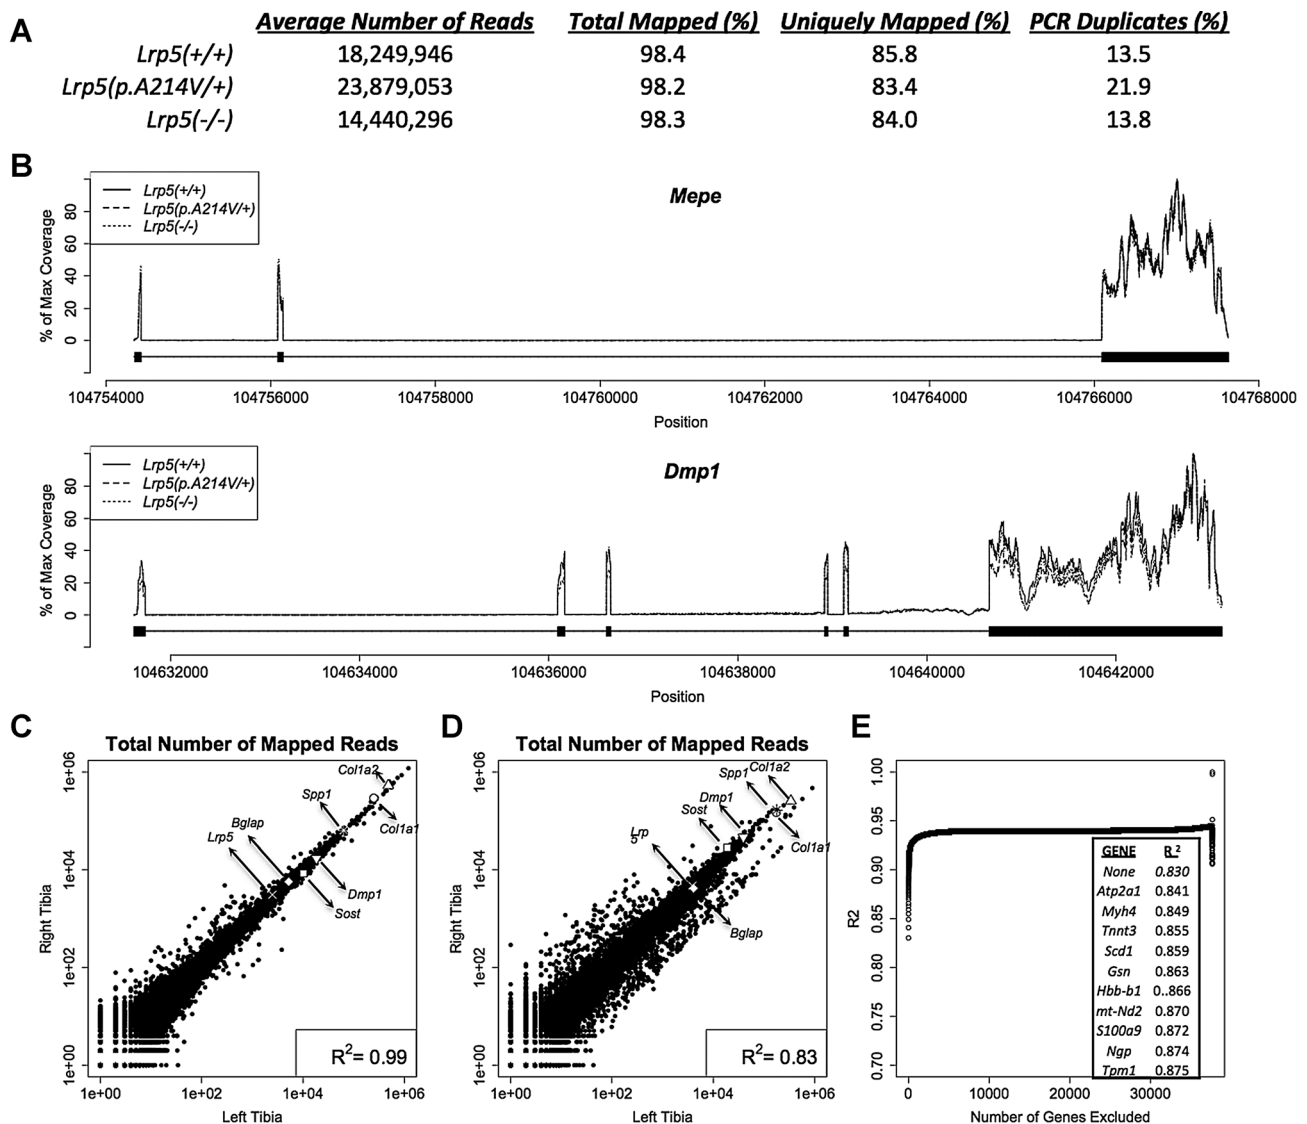 A
Average Number of Reads Total Mapped (%) Uniquely Mapped (%) PCR Duplicates (%)
Lrp5(+/+) 18,249,946 98.4 85.8 13.5
Lrp5(p.A214V/+) 23,879,053 98.2 83.4 21.9
Lrp5(-/-) 14,440,296 98.3 84.0 13.8
B
Mepe
Lrp5(+/+)
Lrp5(p.A214V/+)
Lrp5(-/-)
% of Max Coverage
80
60
40
20
0
104754000 104756000 104758000 104760000 104762000 104764000 104766000 104768000
Position
Dmp1
Lrp5(+/+)
Lrp5(p.A214V/+)
Lrp5(-/-)
% of Max Coverage
80
60
40
20
0
104632000 104634000 104636000 104638000 104640000 104642000
Position
C
Total Number of Mapped Reads
Right Tibia
1e+06
1e+04
1e+02
1e+00
Col1a2
Spp1
Col1a1
Bglap
Lrp5
Dmp1
Sost
R2= 0.99
1e+00 1e+02 1e+04 1e+06
Left Tibia
D
Total Number of Mapped Reads
Right Tibia
1e+06
1e+04
1e+02
1e+00
Col1a2
Spp1
Dmp1
Sost
Lrp
5
Col1a1
Bglap
R2= 0.83
1e+00 1e+02 1e+04 1e+06
Left Tibia
E
R2
1.00
0.95
0.90
0.85
0.80
0.75
0.70
GENE R 2
None 0.830
Atp2a1 0.841
Myh4 0.849
Tnnt3 0.855
Scd1 0.859
Gsn 0.863
Hbb-b1 0..866
mt-Nd2 0.870
S100a9 0.872
Ngp 0.874
Tpm1 0.875
0 10000 20000 30000
Number of Genes Excluded